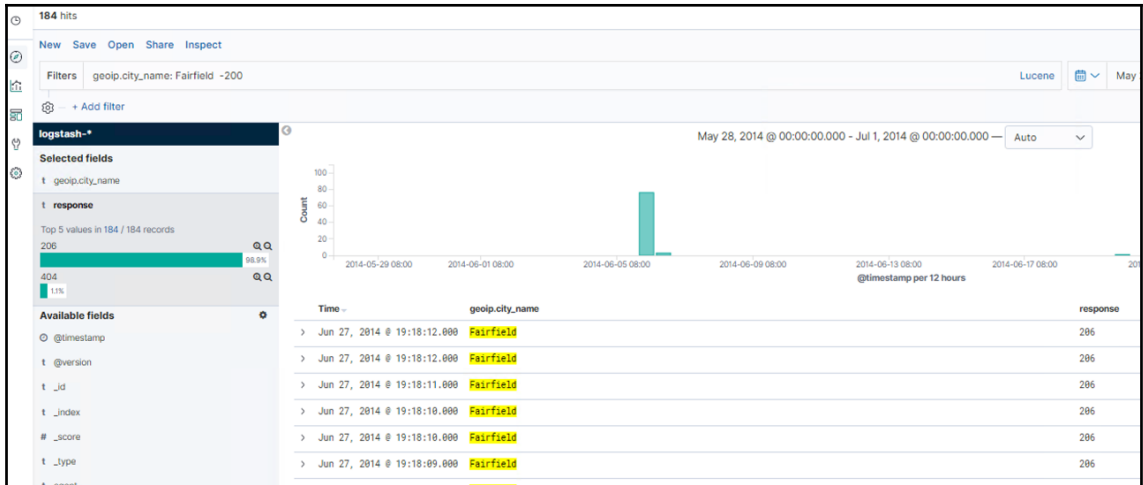 184 hits
New Save Open Share Inspect
Filters geoip.city_name: Fairfield -200 Lucene May
+ Add filter
logstash-*
Selected fields
t geoip.city_name
t response
Top 5 values in 184 / 184 records
206
98.9%
404
1.1%
Available fields
@timestamp
t @version
t _id
t _index
# _score
t _type
May 28, 2014 @ 00:00:00.000 - Jul 1, 2014 @ 00:00:00.000 — Auto
Count
100
80
60
40
20
0
2014-05-29 08:00 2014-06-01 08:00 2014-06-05 08:00 2014-06-09 08:00 2014-06-13 08:00 2014-06-17 08:00 201
@timestamp per 12 hours
Time geoip.city_name response
Jun 27, 2014 @ 19:18:12.000 Fairfield 206
Jun 27, 2014 @ 19:18:12.000 Fairfield 206
Jun 27, 2014 @ 19:18:11.000 Fairfield 206
Jun 27, 2014 @ 19:18:10.000 Fairfield 206
Jun 27, 2014 @ 19:18:10.000 Fairfield 206
Jun 27, 2014 @ 19:18:09.000 Fairfield 206